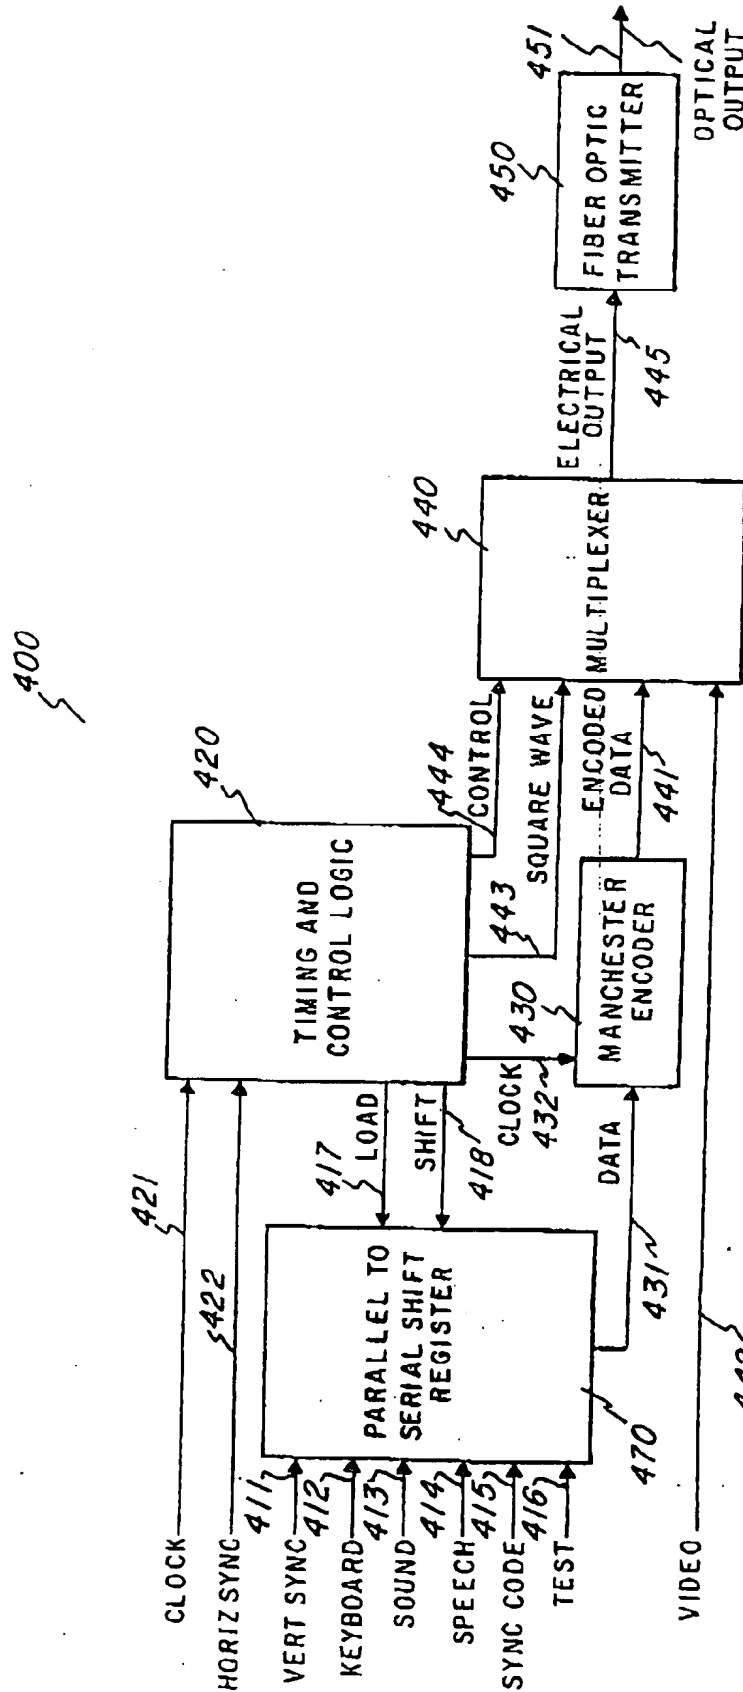 400
CLOCK
421
HORIZ SYNC
422
VERT SYNC
411
KEYBOARD
412
SOUND
413
SPEECH
414
SYNC CODE
415
TEST
416
VIDEO
PARALLEL TO
SERIAL SHIFT
REGISTER
470
417
LOAD
SHIFT
418
TIMING AND
CONTROL LOGIC
420
CLOCK
432
DATA
431
430
MANCHESTER
ENCODER
444
CONTROL
443
SQUARE WAVE
ENCODED
DATA
441
MULTIPLEXER
440
ELECTRICAL
OUTPUT
445
FIBER OPTIC
TRANSMITTER
450
451
OPTICAL
OUTPUT